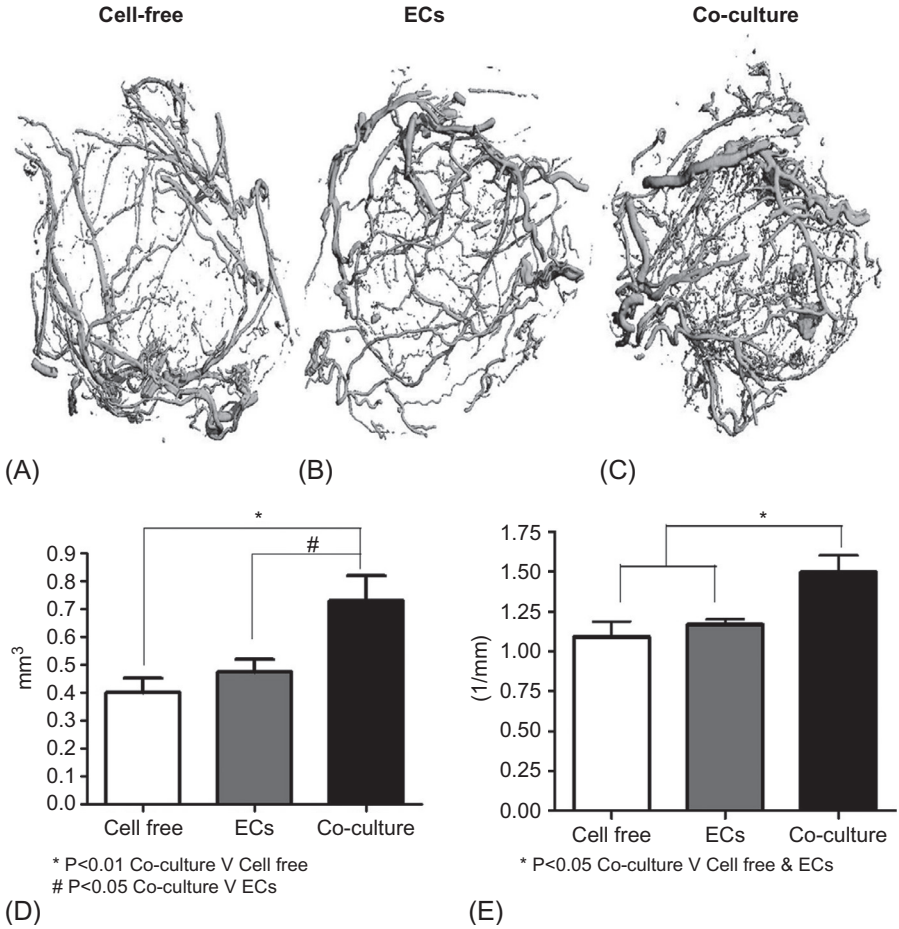 Cell-free ECs Co-culture
(A) (B) (C)
* 
#
0.9
0.8
0.7
0.6
0.5
0.4
0.3
0.2
0.1
0.0
mm³
Cell free ECs Co-culture
* P<0.01 Co-culture V Cell free
# P<0.05 Co-culture V ECs
(D)
*
1.75
1.50
1.25
1.00
0.75
0.50
0.25
0.00
(1/mm)
Cell free ECs Co-culture
* P<0.05 Co-culture V Cell free & ECs
(E)